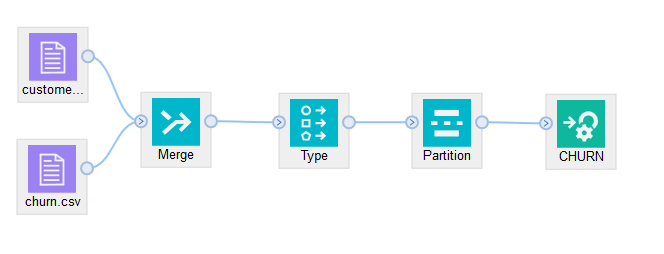 custome...
churn.csv
Merge
Type
Partition
CHURN